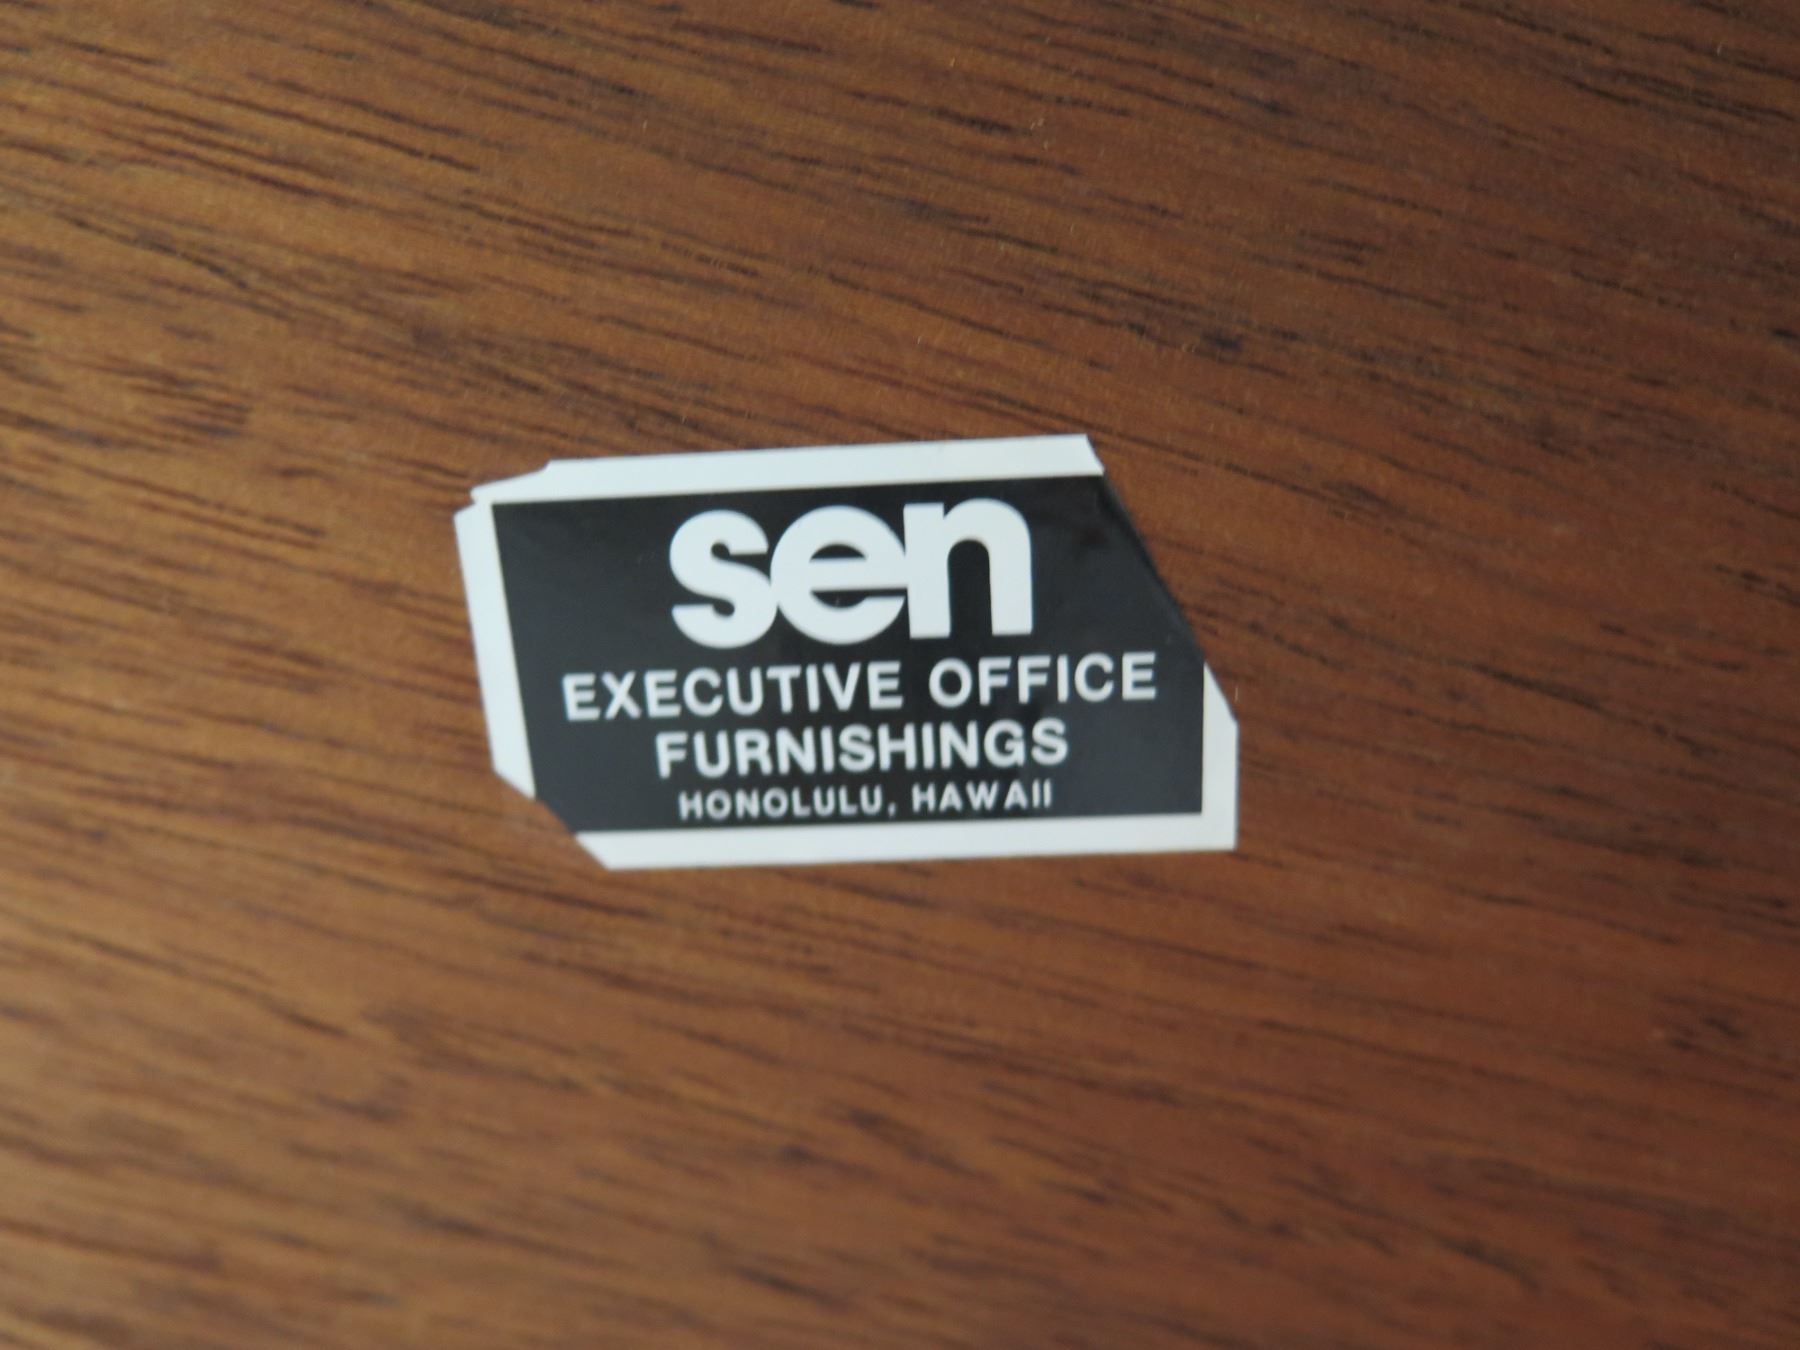 sen
EXECUTIVE OFFICE
FURNISHINGS
HONOLULU, HAWAII